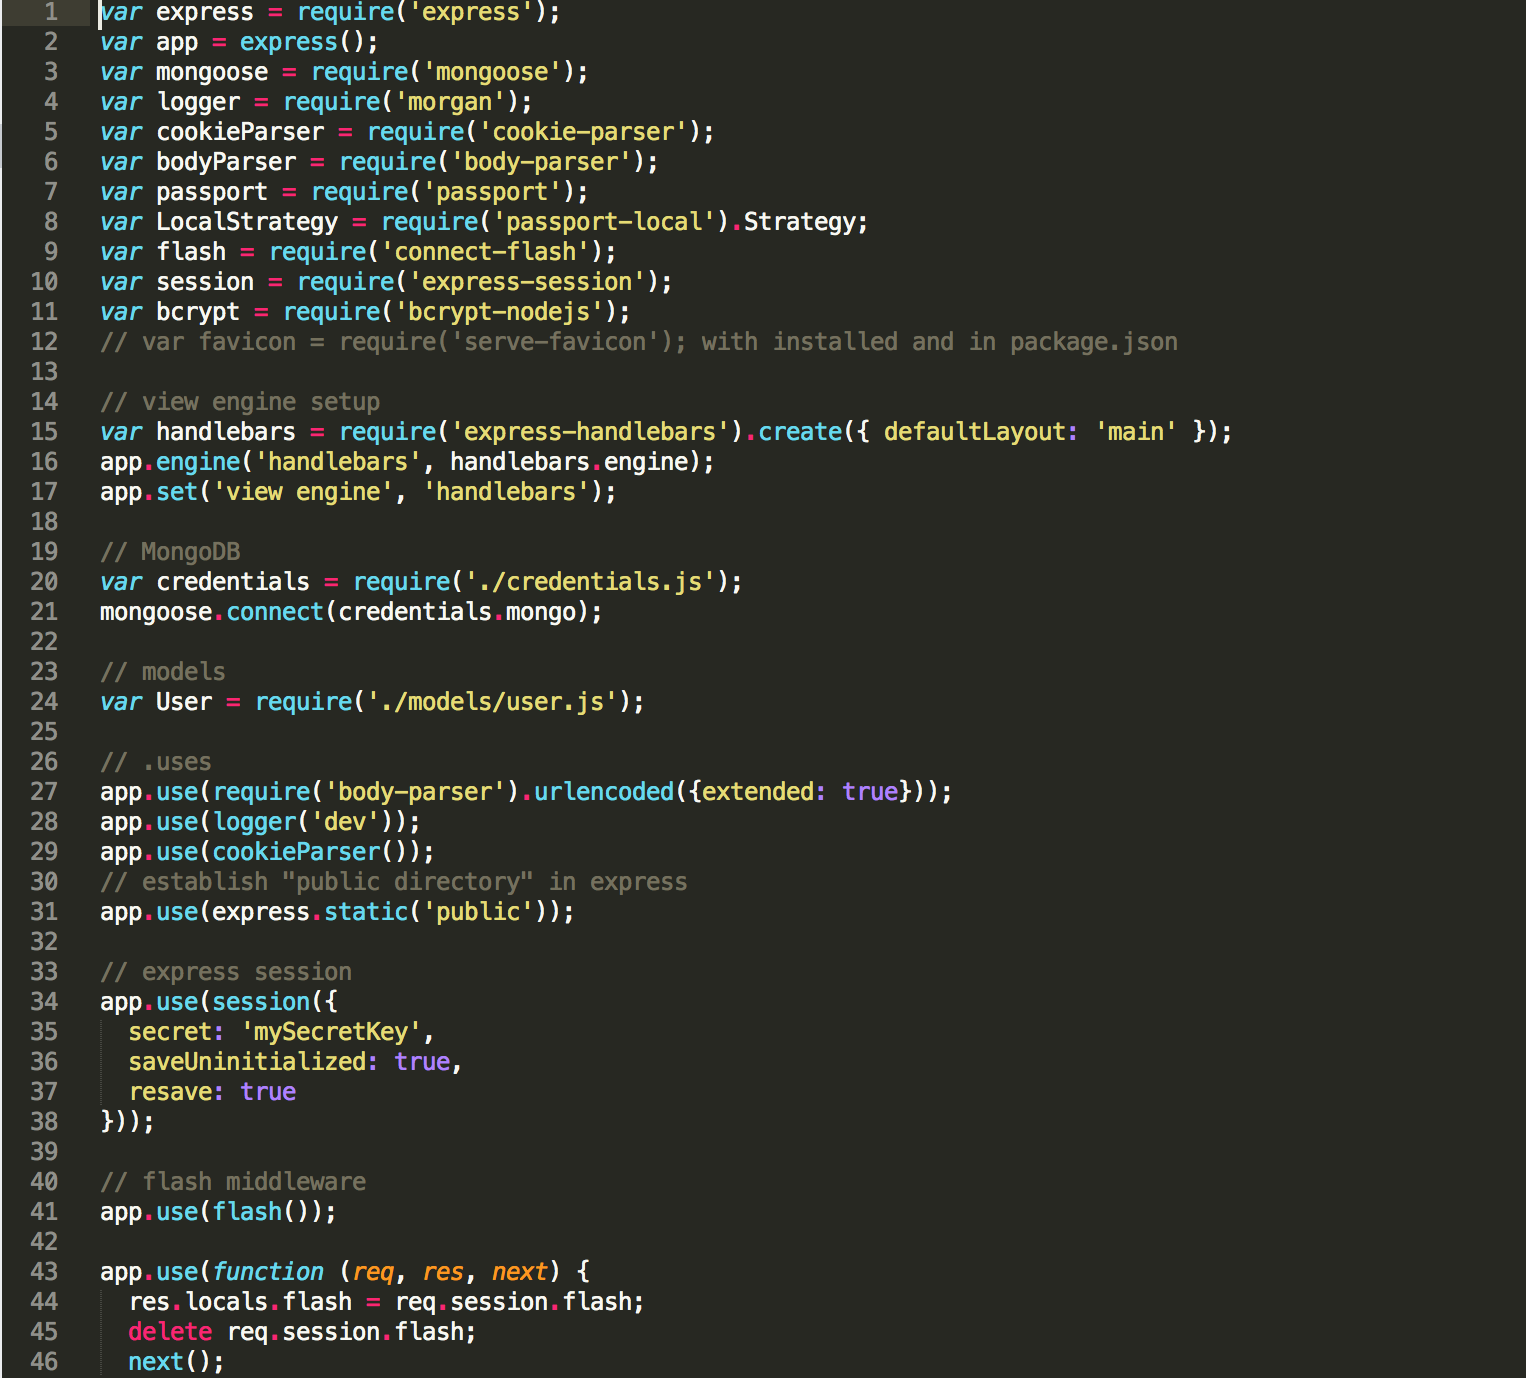 1 var express = require('express');
2 var app = express();
3 var mongoose = require('mongoose');
4 var logger = require('morgan');
5 var cookieParser = require('cookie-parser');
6 var bodyParser = require('body-parser');
7 var passport = require('passport');
8 var LocalStrategy = require('passport-local').Strategy;
9 var flash = require('connect-flash');
10 var session = require('express-session');
11 var bcrypt = require('bcrypt-nodejs');
12 // var favicon = require('serve-favicon'); with installed and in package.json
13
14 // view engine setup
15 var handlebars = require('express-handlebars').create({ defaultLayout: 'main' });
16 app.engine('handlebars', handlebars.engine);
17 app.set('view engine', 'handlebars');
18
19 // MongoDB
20 var credentials = require('./credentials.js');
21 mongoose.connect(credentials.mongo);
22
23 // models
24 var User = require('./models/user.js');
25
26 // .uses
27 app.use(require('body-parser').urlencoded({extended: true}));
28 app.use(logger('dev'));
29 app.use(cookieParser());
30 // establish "public directory" in express
31 app.use(express.static('public'));
32
33 // express session
34 app.use(session({
35   secret: 'mySecretKey',
36   saveUninitialized: true,
37   resave: true
38 }));
39
40 // flash middleware
41 app.use(flash());
42
43 app.use(function (req, res, next) {
44   res.locals.flash = req.session.flash;
45   delete req.session.flash;
46   next();